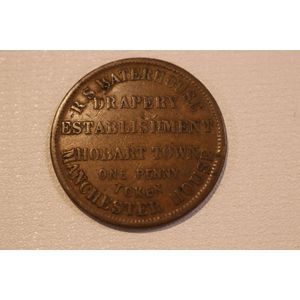 R.S. WATERHOUSE
DRAPERY
ESTABLISHMENT
HOBART TOWN
ONE PENNY
TOKEN
MANCHESTER HOUSE